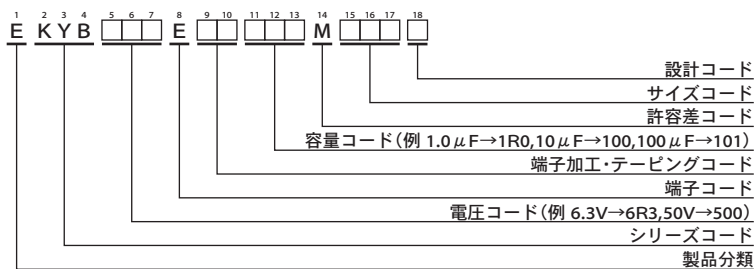 1 2 3 4 5 6 7 8 9 10 11 12 13 14 15 16 17 18
E K Y B □□□ E □□ □□□ M □□□ □
設計コード
サイズコード
許容差コード
容量コード(例 1.0μF→1R0,10μF→100,100μF→101)
端子加工・テーピングコード
端子コード
電圧コード(例 6.3V→6R3,50V→500)
シリーズコード
製品分類